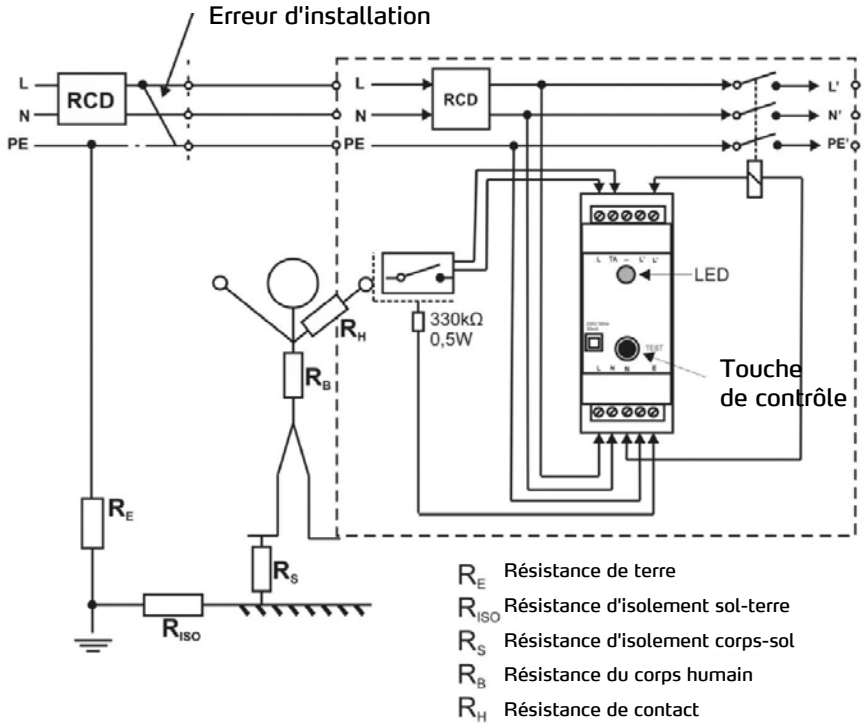 Erreur d'installation
L
N
PE
RCD
L
N
PE
RCD
L'
N'
PE'
L TA ~ L' L'
LED
TEST
L N N E
Touche
de contrôle
330kΩ
0,5W
R_H
R_B
R_E
R_S
R_ISO
R_E Résistance de terre
R_ISO Résistance d'isolement sol-terre
R_S Résistance d'isolement corps-sol
R_B Résistance du corps humain
R_H Résistance de contact